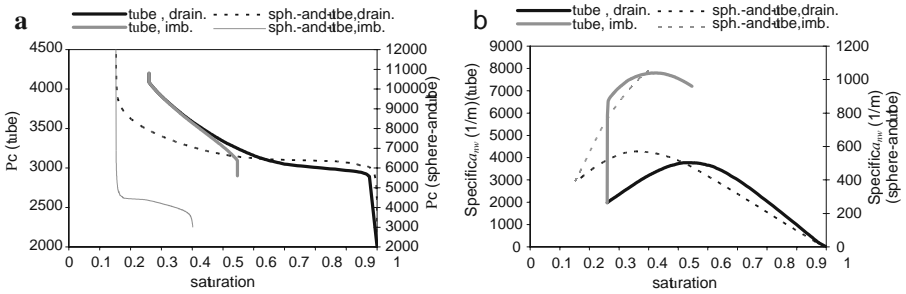 a
tube , drain.
sph.-and-tube,drain.
tube, imb.
sph.-and-tube,imb.
4500
4000
3500
3000
2500
2000
Pc (tube)
12000
11000
10000
9000
8000
7000
6000
5000
4000
3000
2000
Pc (sphere-andtube)
0 0.1 0.2 0.3 0.4 0.5 0.6 0.7 0.8 0.9 1
saturation
b
tube, drain.
sph.-and-tube,drain.
tube, imb.
sph.-and-tube,imb.
9000
8000
7000
6000
5000
4000
3000
2000
1000
0
Specific anw (1/m)(tube)
1200
1000
800
600
400
200
0
Specific anw (1/m)
(sphere-andtube)
0 0.1 0.2 0.3 0.4 0.5 0.6 0.7 0.8 0.9 1
saturation